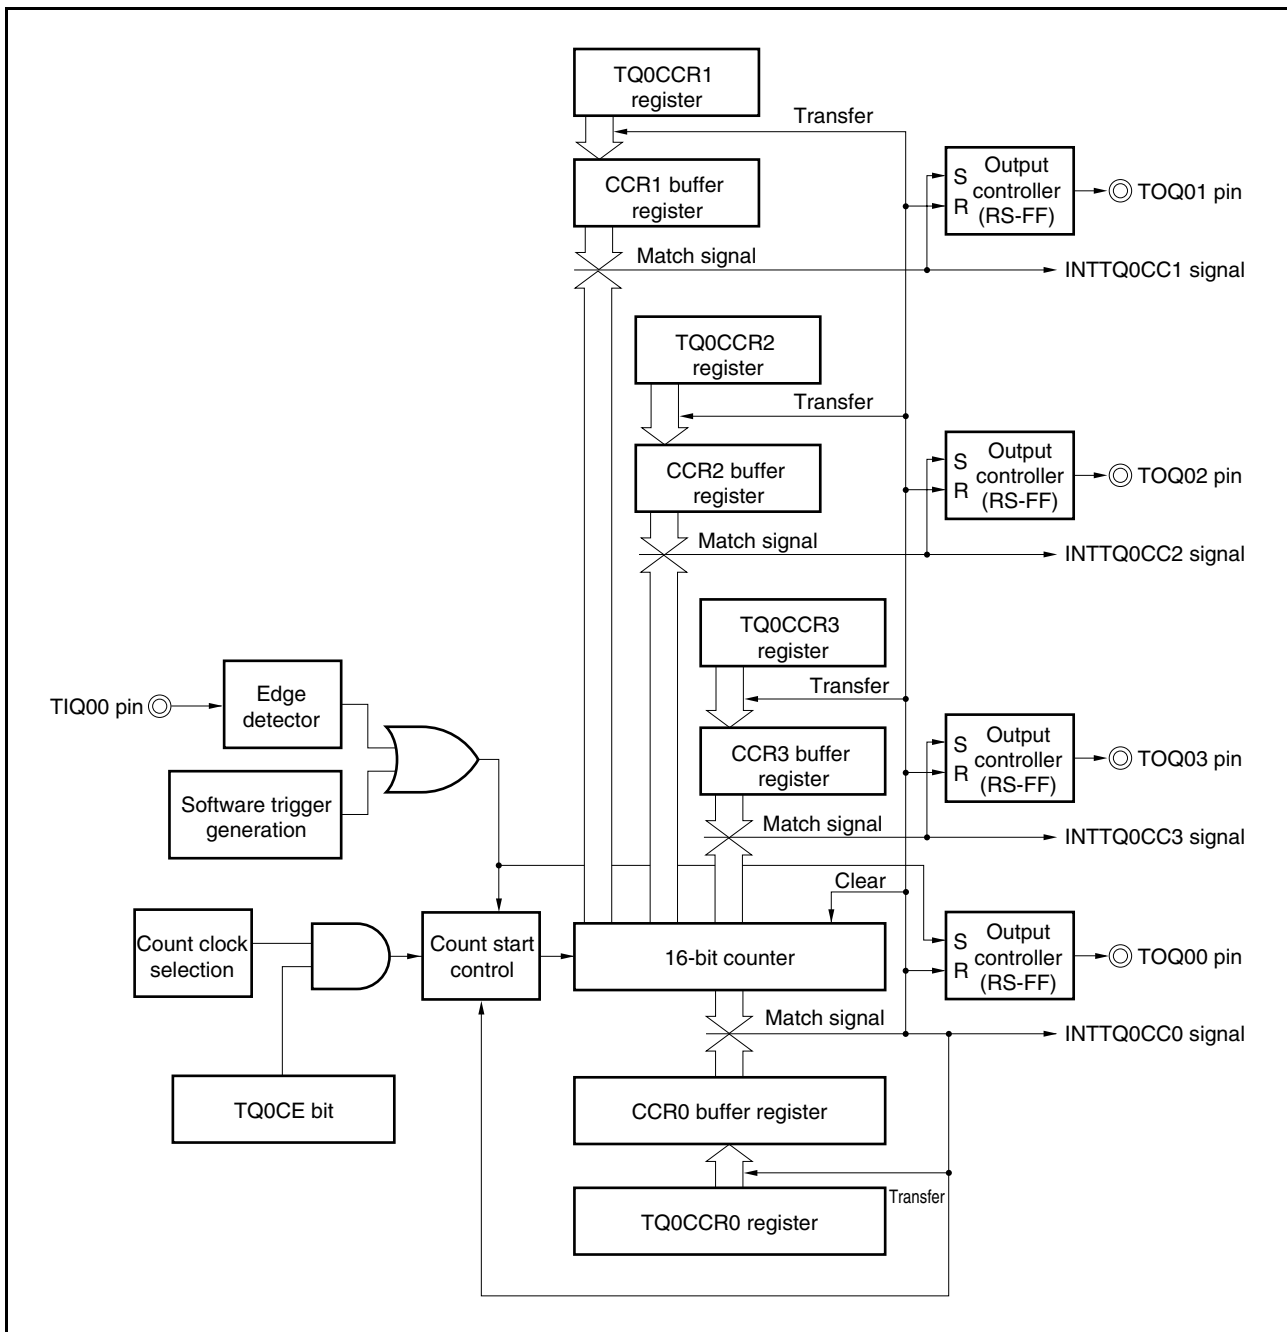 TQ0CCR1
register
Transfer
CCR1 buffer
register
S
R
Output
controller
(RS-FF)
TOQ01 pin
Match signal
INTTQ0CC1 signal
TQ0CCR2
register
Transfer
CCR2 buffer
register
S
R
Output
controller
(RS-FF)
TOQ02 pin
Match signal
INTTQ0CC2 signal
TQ0CCR3
register
Transfer
CCR3 buffer
register
S
R
Output
controller
(RS-FF)
TOQ03 pin
Match signal
INTTQ0CC3 signal
TIQ00 pin
Edge
detector
Software trigger
generation
Clear
Count clock
selection
Count start
control
16-bit counter
S
R
Output
controller
(RS-FF)
TOQ00 pin
Match signal
INTTQ0CC0 signal
TQ0CE bit
CCR0 buffer register
Transfer
TQ0CCR0 register